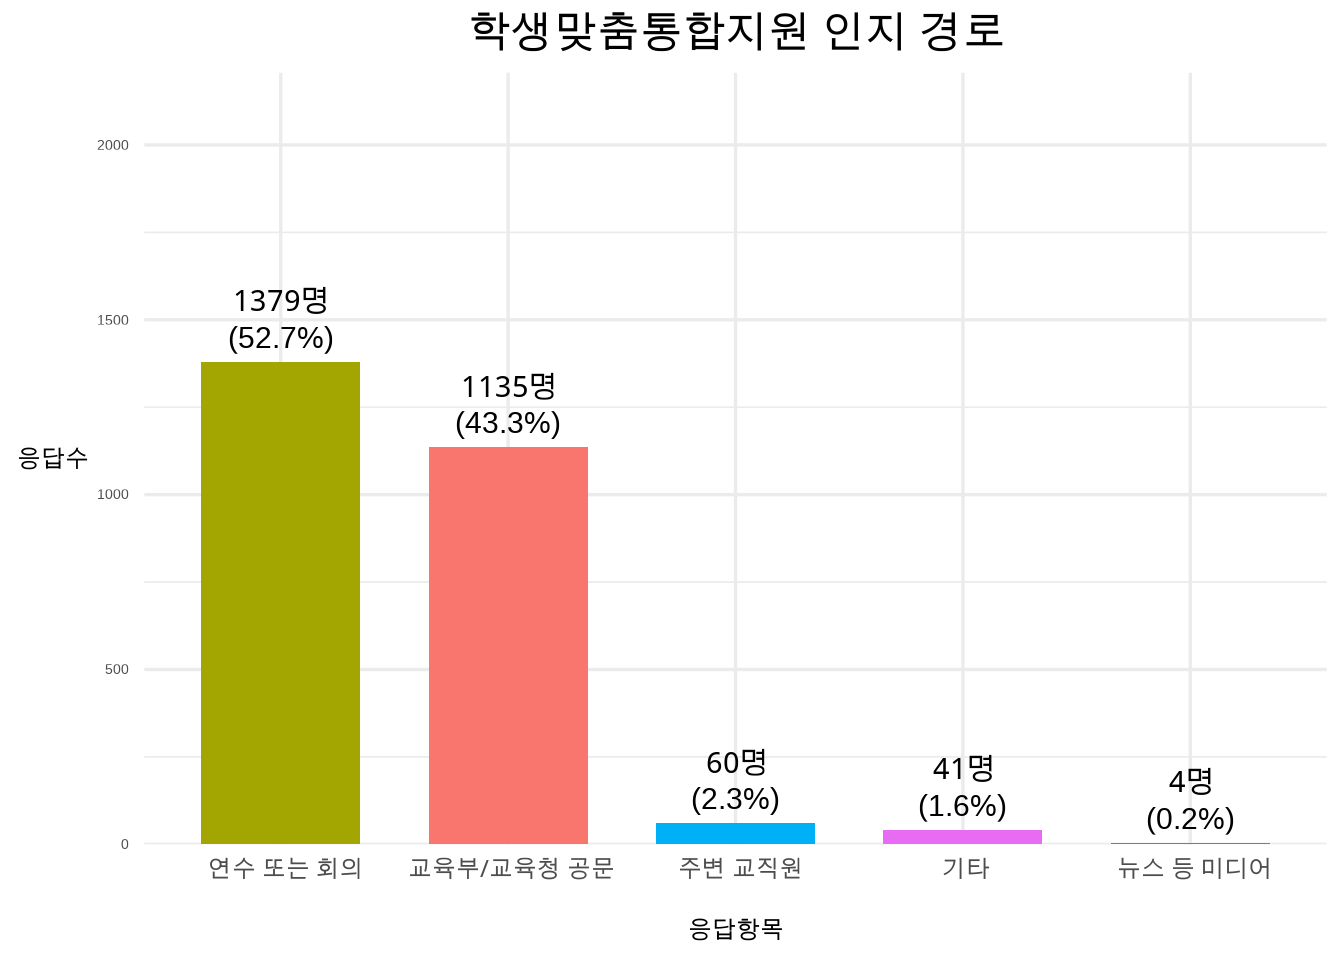 학생맞춤통합지원 인지 경로
2000
1500
1000
500
0
응답수
1379명
(52.7%)
1135명
(43.3%)
60명
(2.3%)
41명
(1.6%)
4명
(0.2%)
연수 또는 회의
교육부/교육청 공문
주변 교직원
기타
뉴스 등 미디어
응답항목